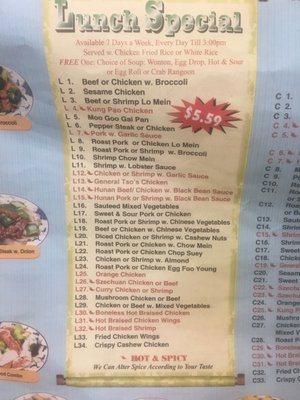 Lunch Special
Available 7 Days a Week, Every Day Till 3:00pm
Served w. Chicken Fried Rice or White Rice
FREE One: Choice of Soup: Wonton, Egg Drop, Hot & Sour
or Egg Roll or Crab Rangoon
$5.59
L 1. Beef or Chicken w. Broccoli
L 2. Sesame Chicken
L 3. Beef or Shrimp Lo Mein
L 4. Kung Pao Chicken
L 5. Moo Goo Gai Pan
L 6. Pepper Steak or Chicken
L 7. Pork w. Garlic Sauce
L 8. Roast Pork or Chicken Lo Mein
L 9. Roast Pork or Shrimp w. Broccoli
L10. Shrimp Chow Mein
L11. Shrimp w. Lobster Sauce
L12. Chicken or Shrimp w. Garlic Sauce
L13. General Tso's Chicken
L14. Hunan Beef/ Chicken w. Black Bean Sauce
L15. Hunan Pork/ or Shrimp w. Black Bean Sauce
L16. Sauteed Mixed Vegetables
L17. Sweet & Sour Pork or Chicken
L18. Roast Pork or Shrimp w. Chinese Vegetables
L19. Beef or Chicken w. Chinese Vegetables
L20. Diced Chicken or Shrimp w. Cashew Nuts
L21. Roast Pork or Chicken w. Chow Mein
L22. Roast Pork or Chicken Chop Suey
L23. Chicken or Shrimp w. Almond
L24. Roast Pork or Chicken Egg Foo Young
L25. Orange Chicken
L26. Szechuan Chicken or Beef
L27. Curry Chicken or Shrimp
L28. Mushroom Chicken or Beef
L29. Chicken or Beef w. Mixed Vegetables
L30. Boneless Hot Braised Chicken
L31. Hot Braised Chicken Wings
L32. Hot Braised Shrimp
L33. Fried Chicken Wings
L34. Crispy Cashew Chicken
HOT & SPICY
We Can Alter Spice According to Your Taste
Broccoli
Steak w. Onion
Combo